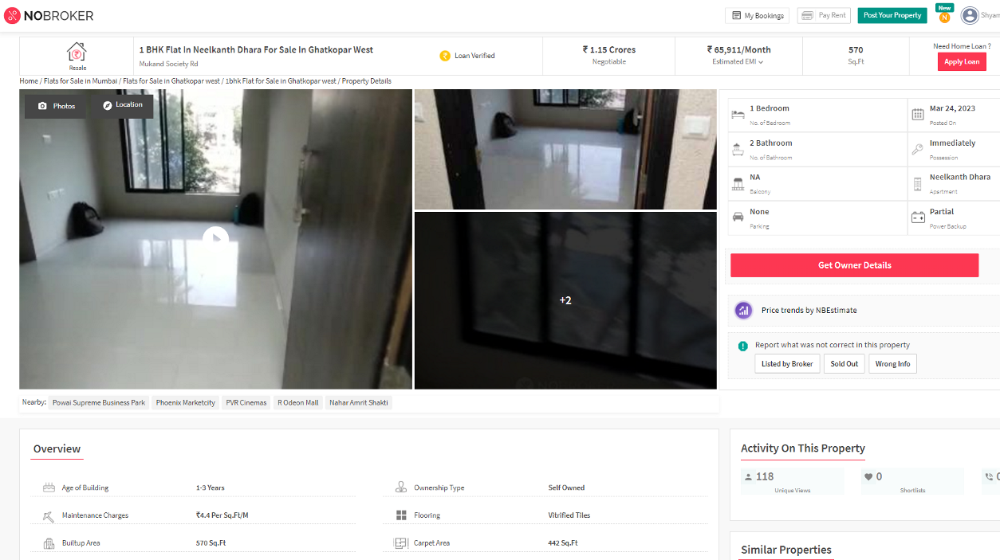 NOBROKER
My Bookings
Pay Rent
Post Your Property
New
N
Shyam
Resale
1 BHK Flat In Neelkanth Dhara For Sale In Ghatkopar West
Mukand Society Rd
Loan Verified
₹ 1.15 Crores
Negotiable
₹ 65,911/Month
Estimated EMI
570
Sq.Ft
Need Home Loan ?
Apply Loan
Home / Flats for Sale in Mumbai / Flats for Sale in Ghatkopar west / 1bhk Flat for Sale in Ghatkopar west / Property Details
Photos
Location
+2
1 Bedroom
No. of Bedroom
Mar 24, 2023
Posted On
2 Bathroom
No. of Bathroom
Immediately
Possession
NA
Balcony
Neelkanth Dhara
Apartment
None
Parking
Partial
Power Backup
Get Owner Details
Price trends by NBEstimate
Report what was not correct in this property
Listed by Broker
Sold Out
Wrong Info
Nearby: Powai Supreme Business Park Phoenix Marketcity PVR Cinemas R Odeon Mall Nahar Amrit Shakti
Overview
Age of Building 1-3 Years
Ownership Type Self Owned
Maintenance Charges ₹4.4 Per Sq.Ft/M
Flooring Vitrified Tiles
Builtup Area 570 Sq.Ft
Carpet Area 442 Sq.Ft
Activity On This Property
118
Unique Views
0
Shortlists
0
Similar Properties